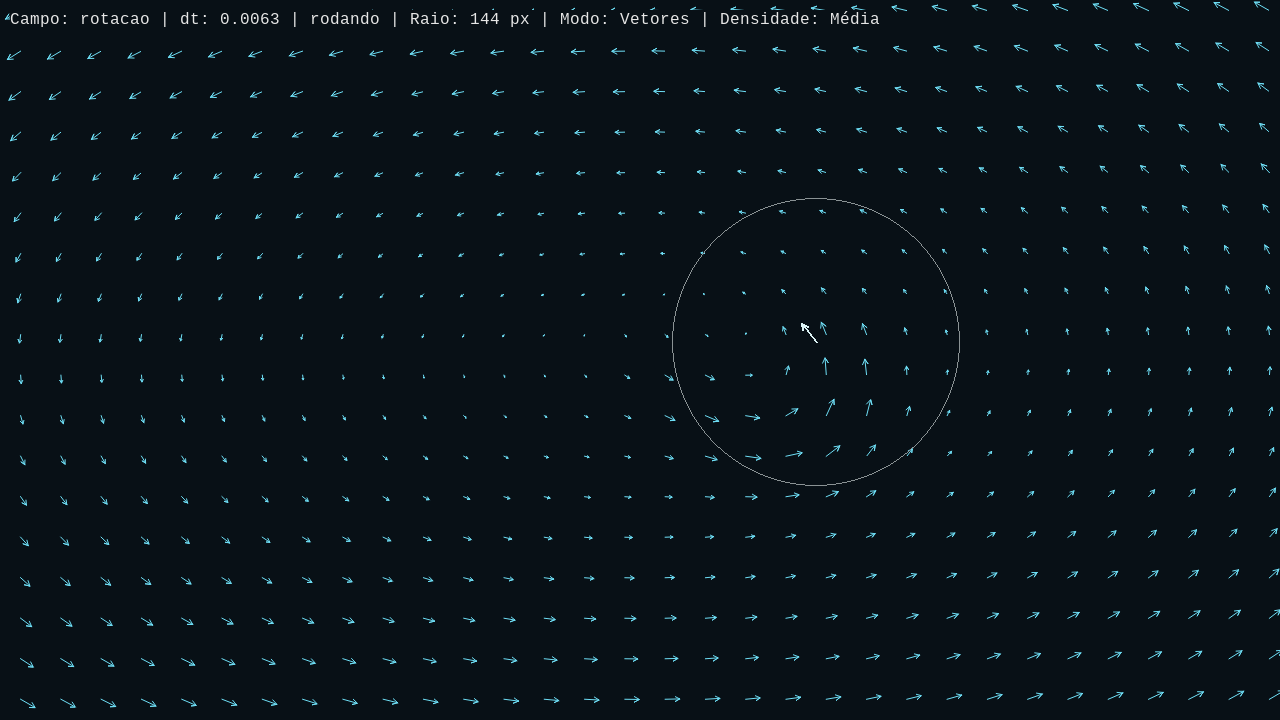 Campo: rotacao | dt: 0.0063 | rodando | Raio: 144 px | Modo: Vetores | Densidade: Média